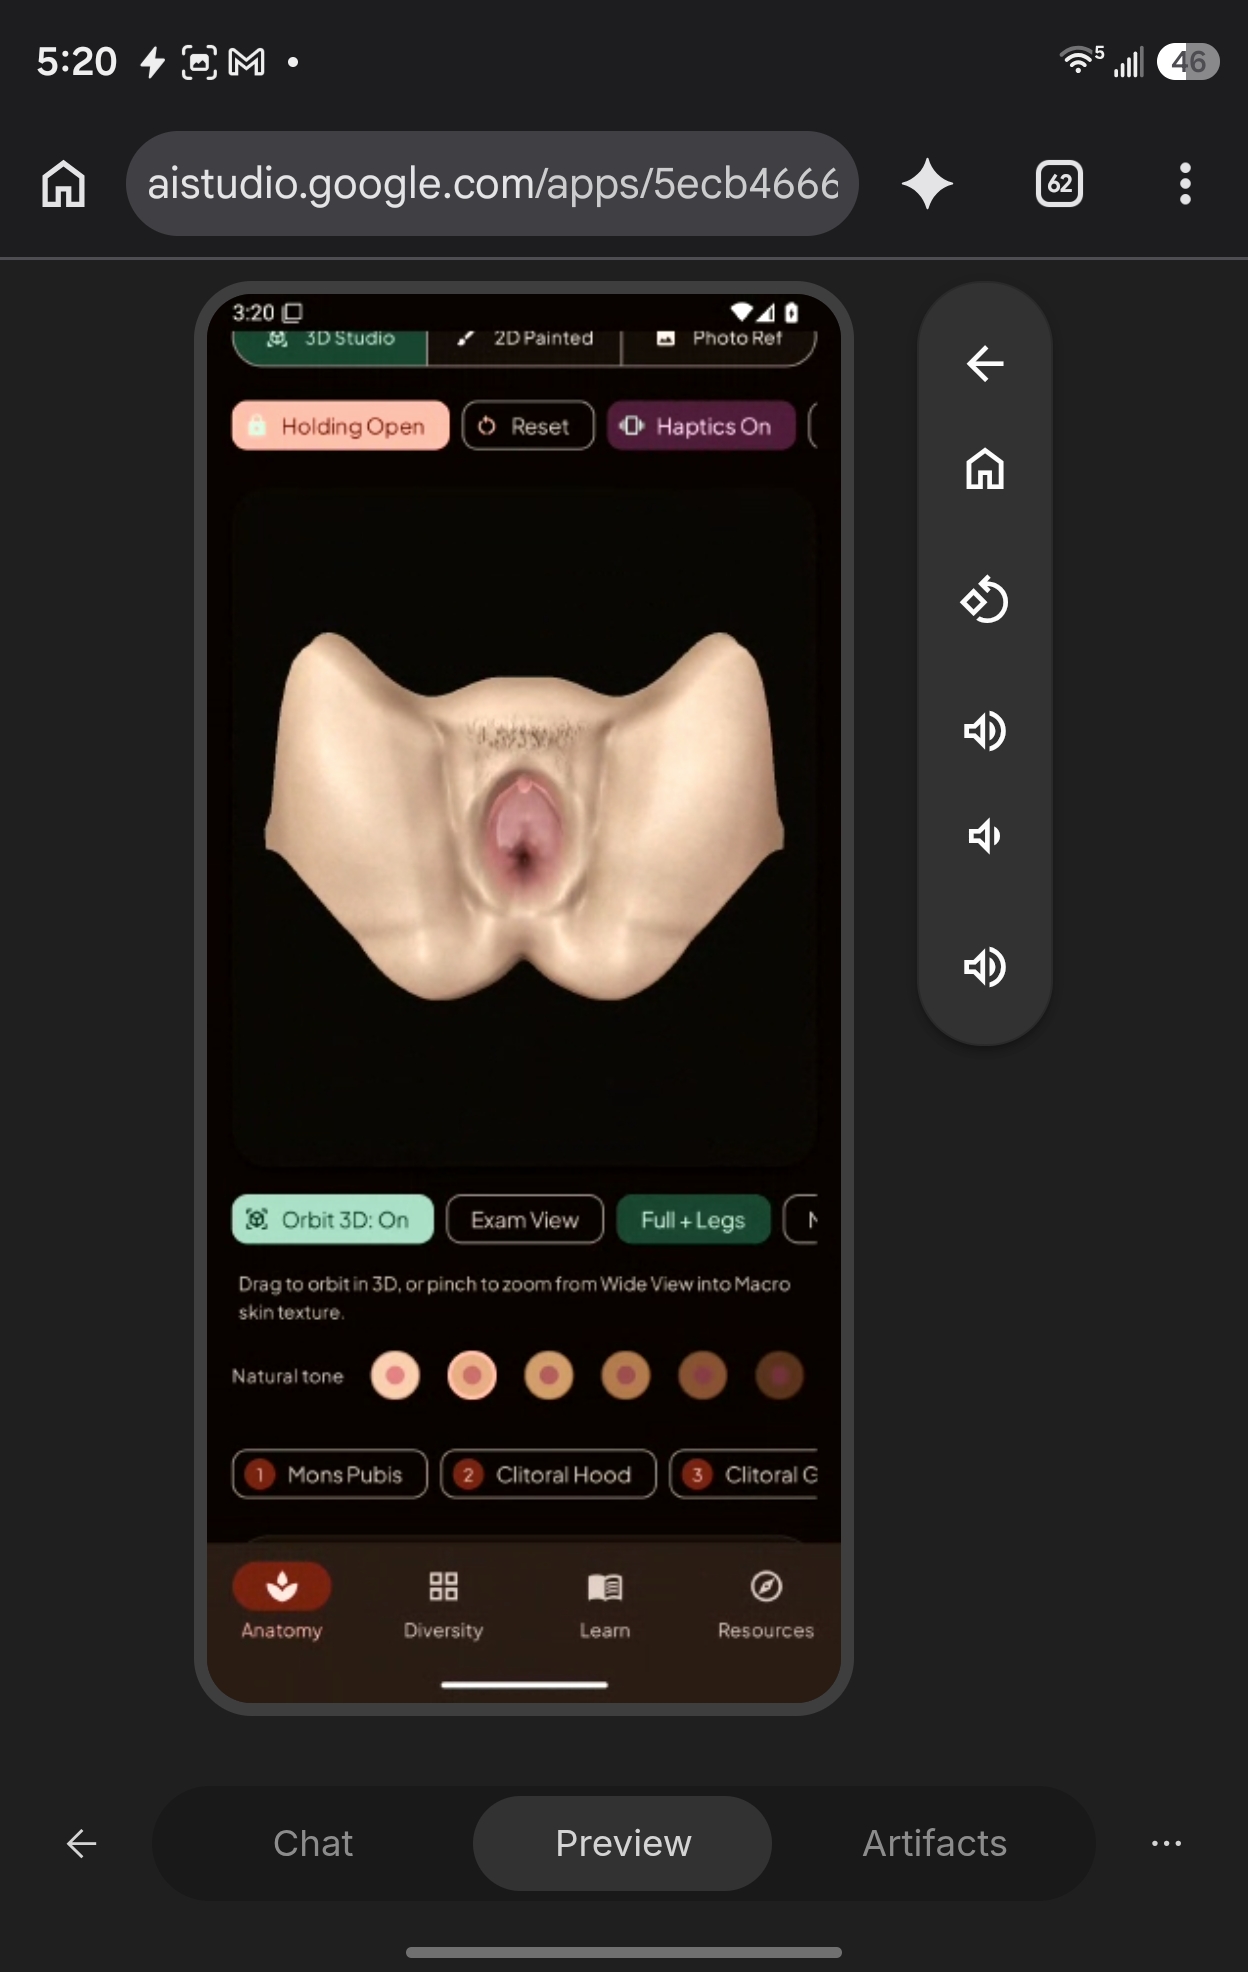 5:20
5
46
aistudio.google.com/apps/5ecb4666
62
3:20
3D Studio
2D Painted
Photo Ref
Holding Open
Reset
Haptics On
Orbit 3D: On
Exam View
Full + Legs
Drag to orbit in 3D, or pinch to zoom from Wide View into Macro
skin texture.
Natural tone
1 Mons Pubis
2 Clitoral Hood
3 Clitoral
Anatomy
Diversity
Learn
Resources
Chat
Preview
Artifacts